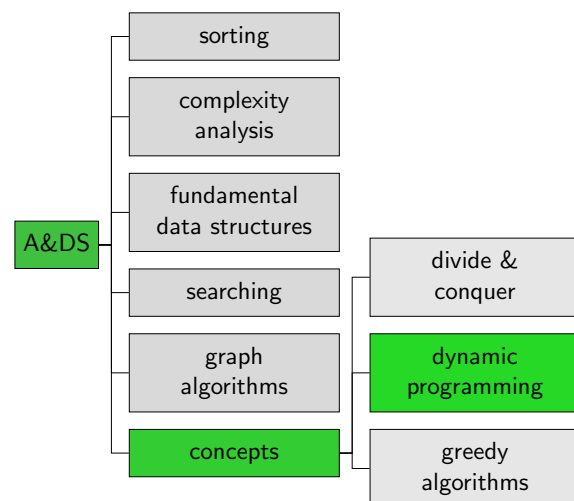 A&DS
sorting
complexity
analysis
fundamental
data structures
searching
graph
algorithms
concepts
divide &
conquer
dynamic
programming
greedy
algorithms